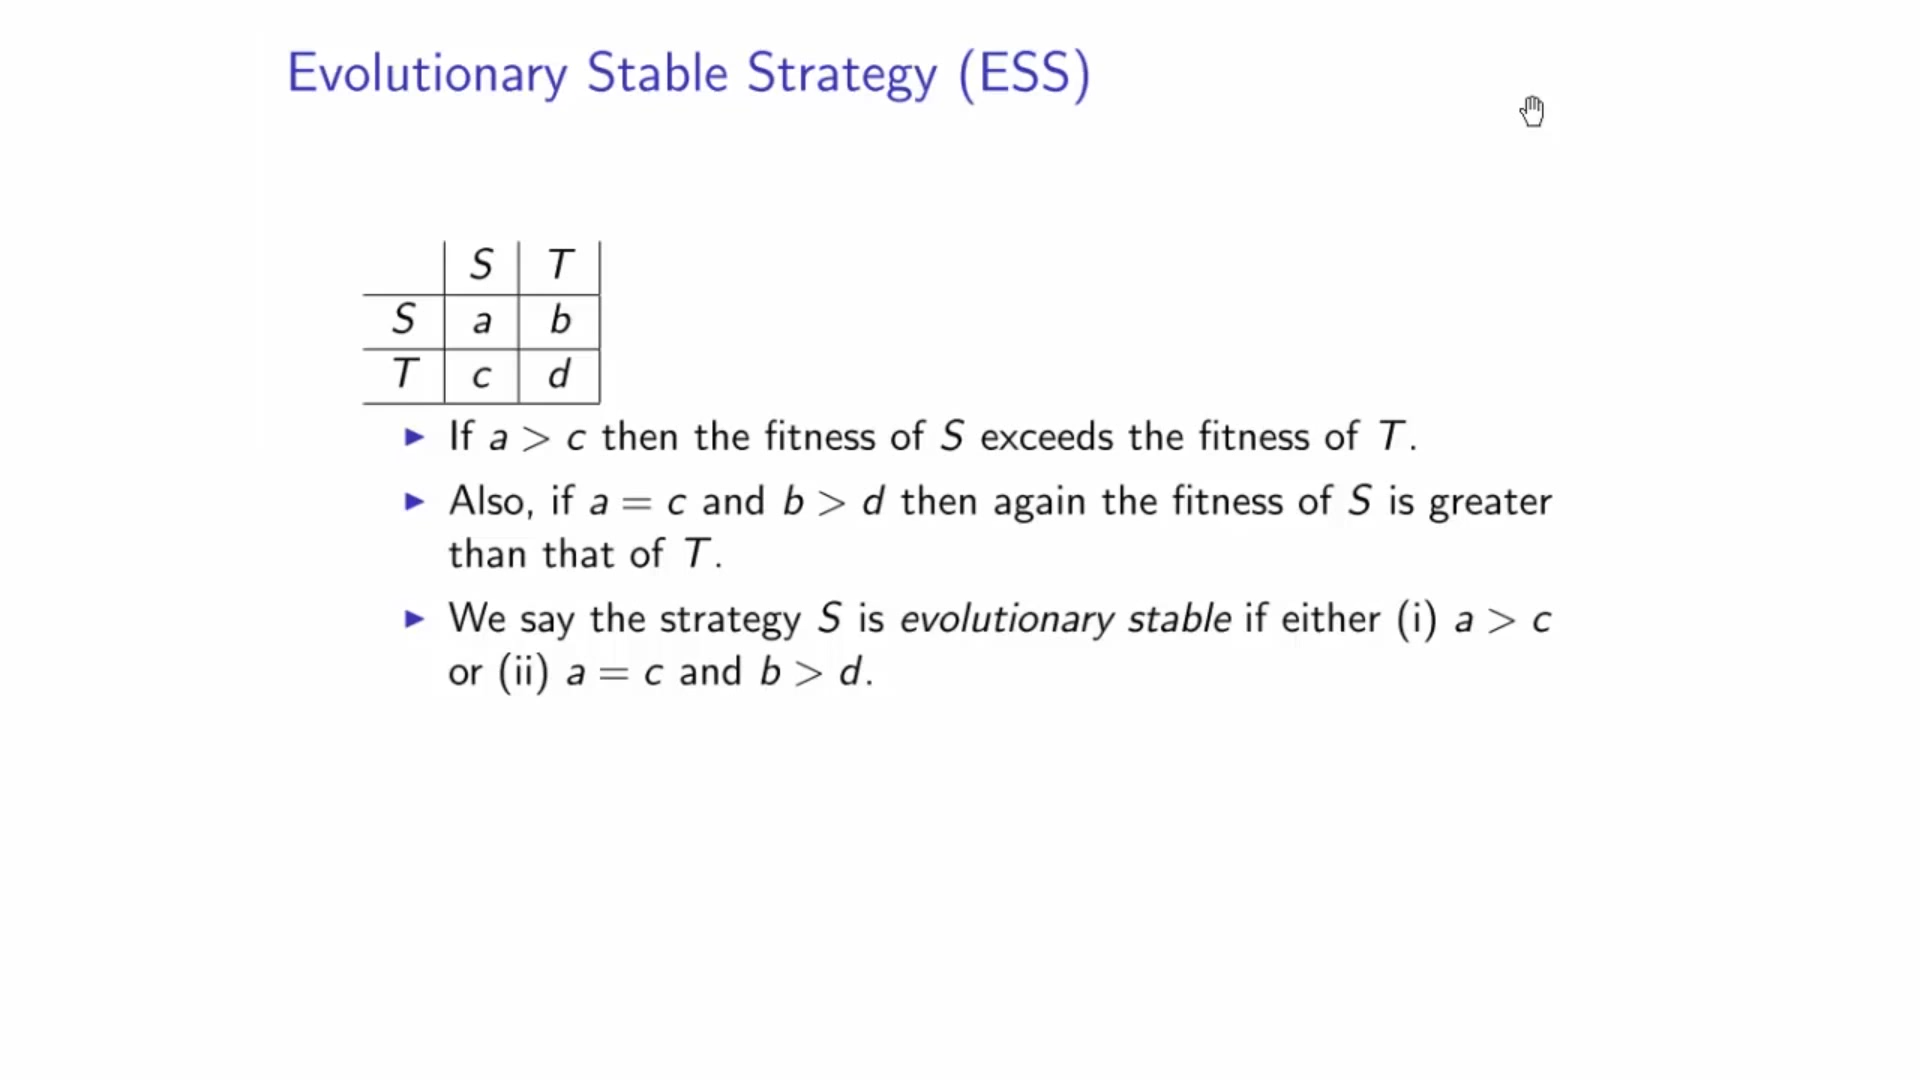 Evolutionary Stable Strategy (ESS)
S T
S a b
T c d
If a > c then the fitness of S exceeds the fitness of T.
Also, if a = c and b > d then again the fitness of S is greater
than that of T.
We say the strategy S is evolutionary stable if either (i) a > c
or (ii) a = c and b > d.